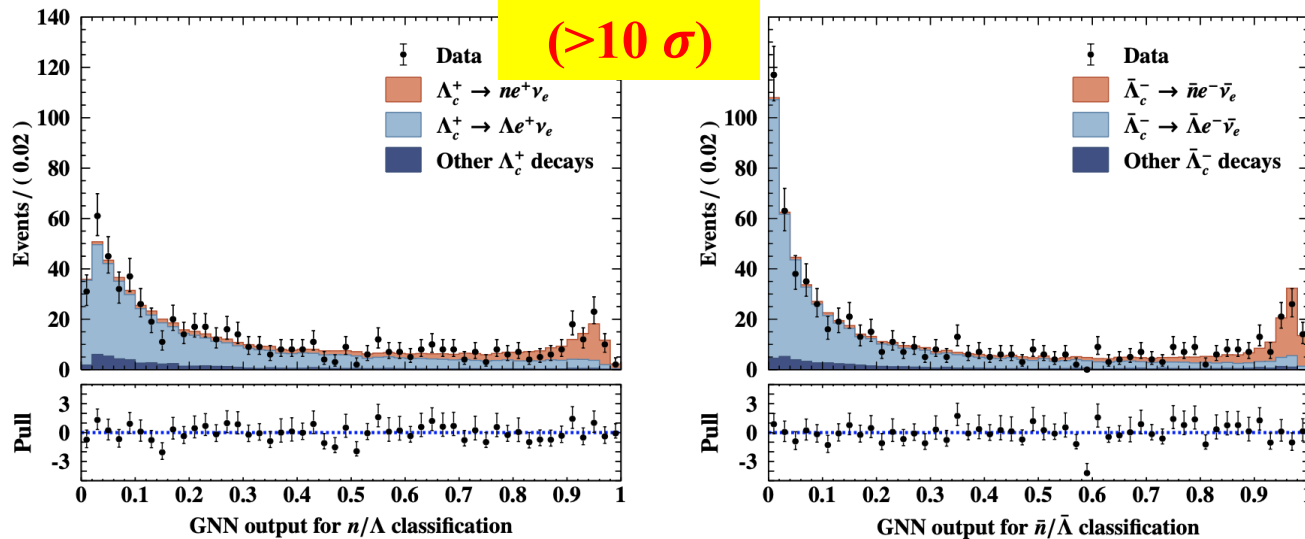 (>10 σ)
140
120
100
80
60
40
20
0
Events / ( 0.02 )
Data
Λc+ → ne+νe
Λc+ → Λe+νe
Other Λc+ decays
3
0
-3
Pull
0 0.1 0.2 0.3 0.4 0.5 0.6 0.7 0.8 0.9 1
GNN output for n/Λ classification
140
120
100
80
60
40
20
0
Events / ( 0.02 )
Data
Λ̄c− → n̄e−ν̄e
Λ̄c− → Λ̄e−ν̄e
Other Λ̄c− decays
3
0
-3
Pull
0 0.1 0.2 0.3 0.4 0.5 0.6 0.7 0.8 0.9
GNN output for n̄/Λ̄ classification